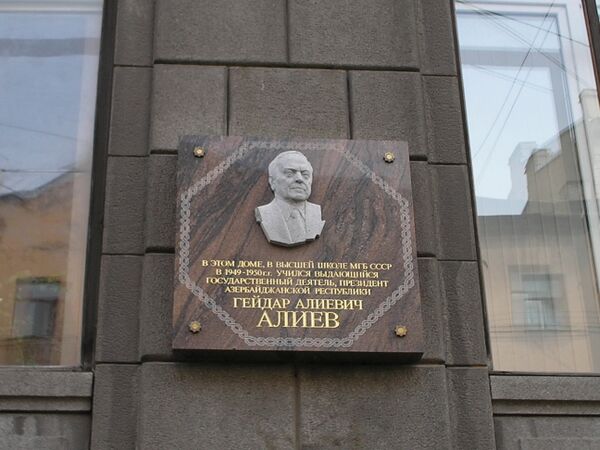 В ЭТОМ ДОМЕ, В ВЫСШЕЙ ШКОЛЕ МГБ СССР
В 1949-1950 г.г. УЧИЛСЯ ВЫДАЮЩИЙСЯ
ГОСУДАРСТВЕННЫЙ ДЕЯТЕЛЬ, ПРЕЗИДЕНТ
АЗЕРБАЙДЖАНСКОЙ РЕСПУБЛИКИ
ГЕЙДАР АЛИЕВИЧ
АЛИЕВ